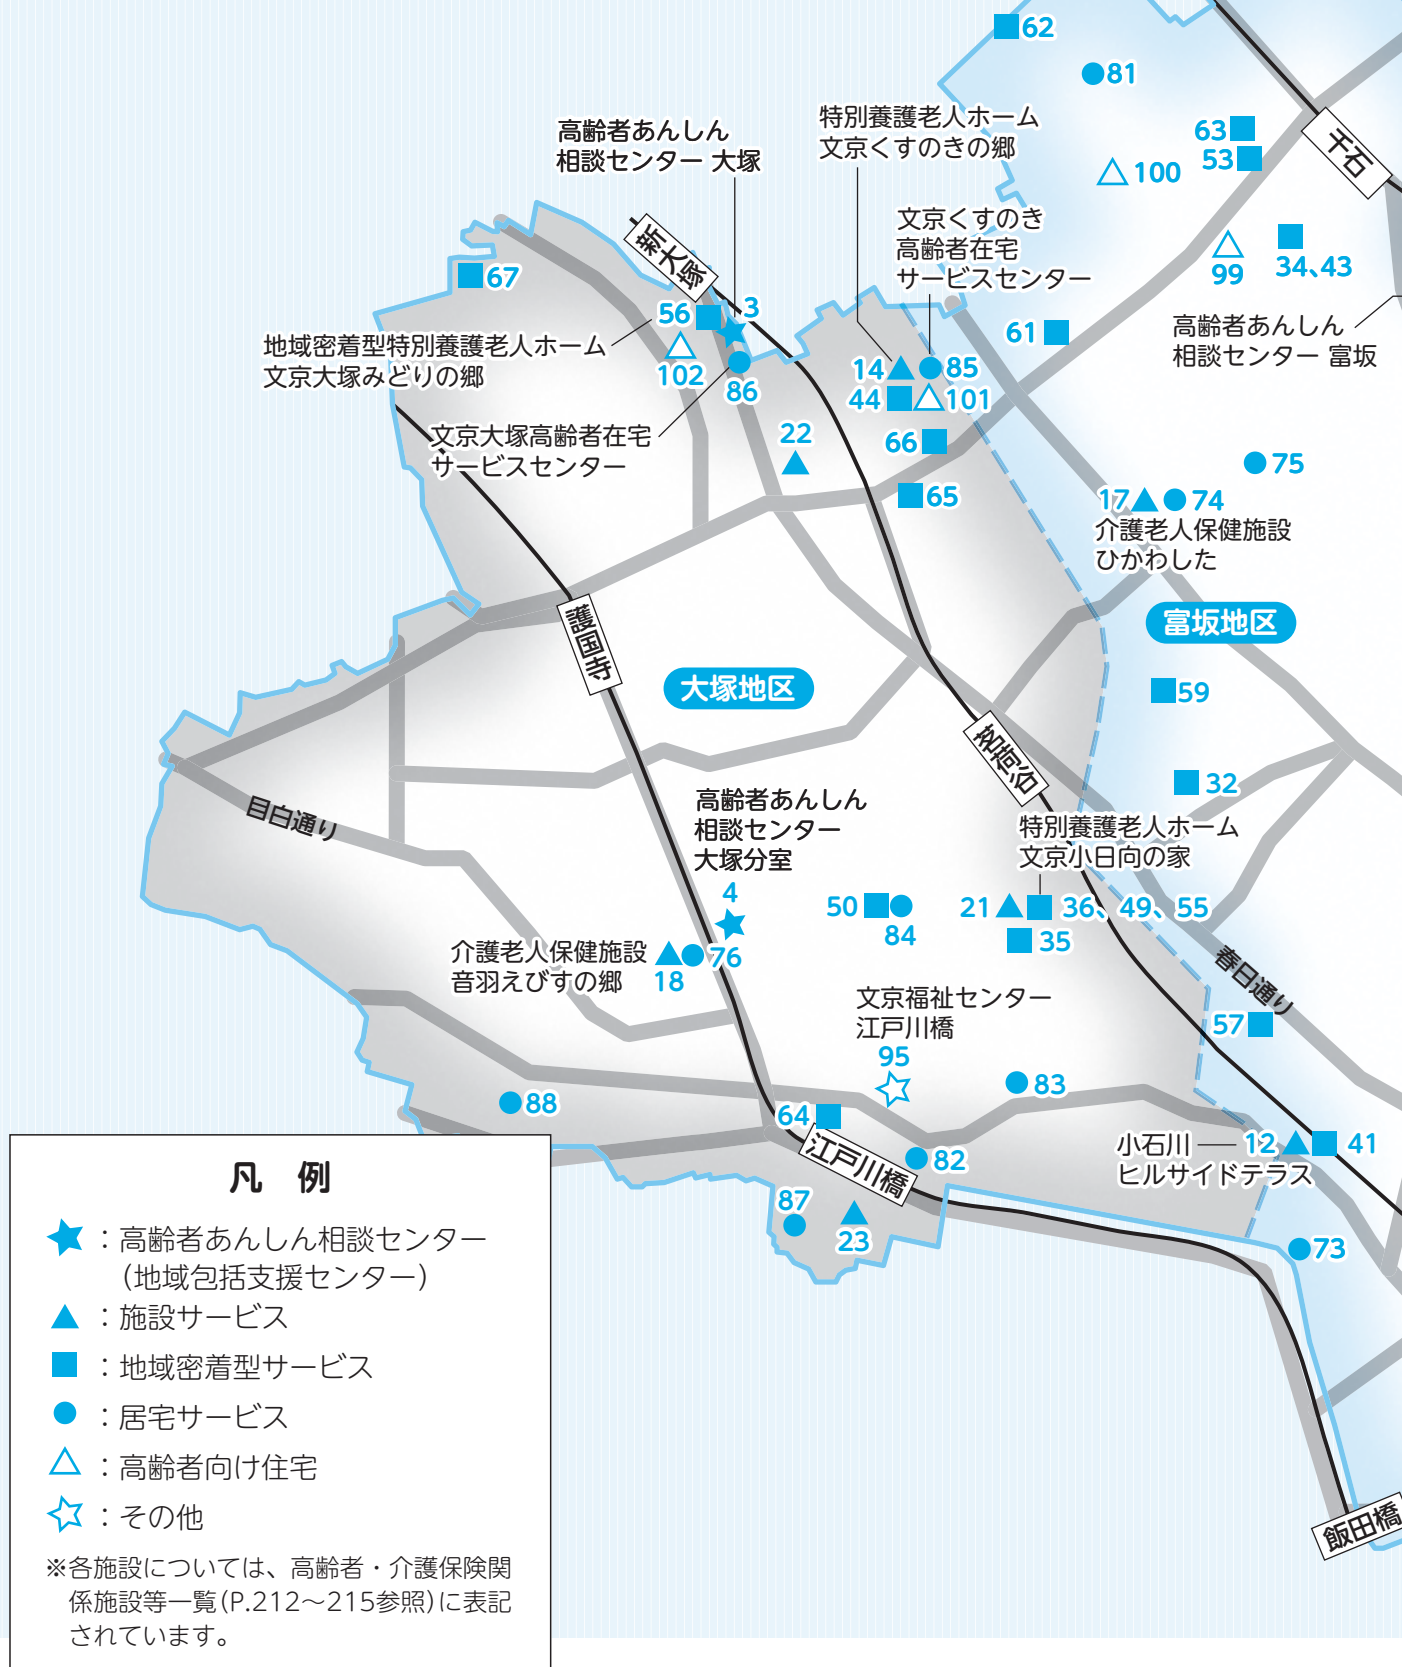 62
81
63
53
千石
100
高齢者あんしん
相談センター 大塚
特別養護老人ホーム
文京くすのきの郷
文京くすのき
高齢者在宅
サービスセンター
新大塚
99
34、43
67
56
3
61
高齢者あんしん
相談センター 富坂
地域密着型特別養護老人ホーム
文京大塚みどりの郷
102
86
14
85
44
101
文京大塚高齢者在宅
サービスセンター
22
66
65
75
17
74
介護老人保健施設
ひかわした
護国寺
富坂地区
大塚地区
59
茗荷谷
32
目白通り
高齢者あんしん
相談センター
大塚分室
4
特別養護老人ホーム
文京小日向の家
50
84
21
36、49、55
35
介護老人保健施設
音羽えびすの郷
18
76
春日通り
文京福祉センター
江戸川橋
95
57
83
88
64
江戸川橋
82
小石川
ヒルサイドテラス
12
41
87
23
73
飯田橋
凡 例
：高齢者あんしん相談センター
（地域包括支援センター）
：施設サービス
：地域密着型サービス
：居宅サービス
：高齢者向け住宅
：その他
※各施設については、高齢者・介護保険関
係施設等一覧（P.212～215参照）に表記
されています。